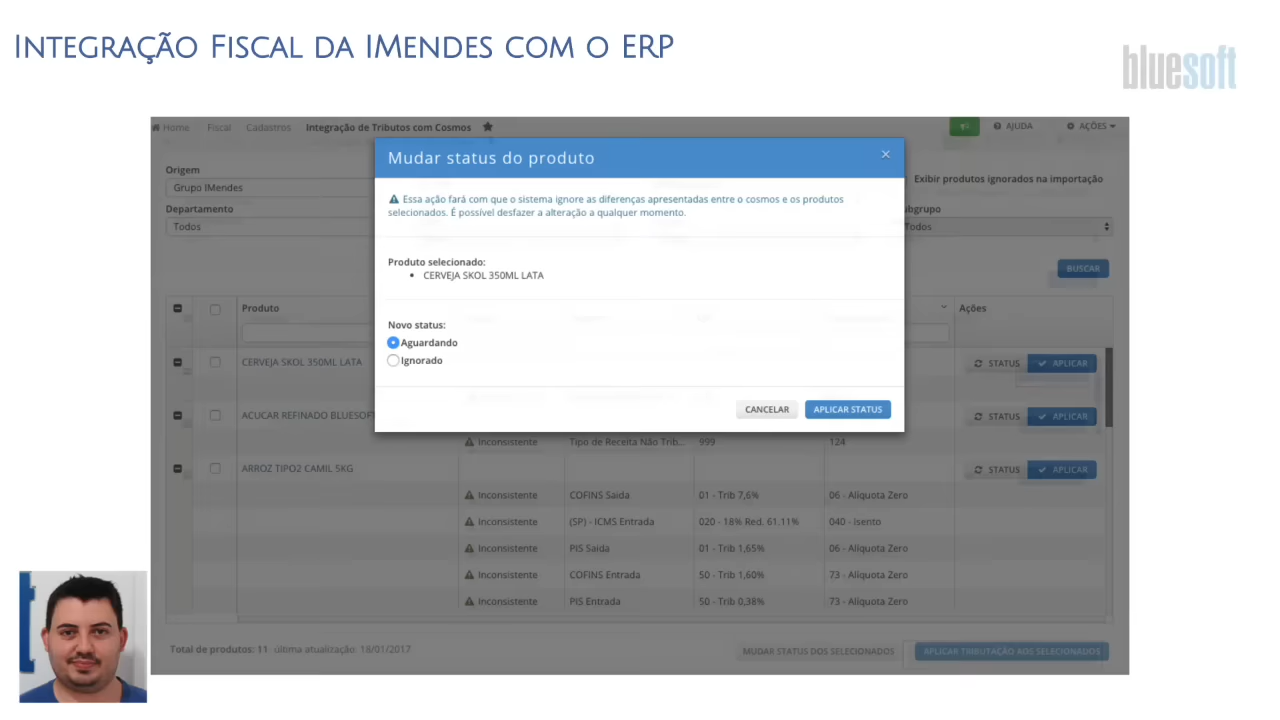 Integração Fiscal da IMendes com o ERP
bluesoft
Home Fiscal Cadastros Integração de Tributos com Cosmos AJUDA AÇÕES
Mudar status do produto ×
Origem
Grupo IMendes
Exibir produtos ignorados na importação
Essa ação fará com que o sistema ignore as diferenças apresentadas entre o cosmos e os produtos
selecionados. É possível desfazer a alteração a qualquer momento.
Departamento
ubgrupo
Todos
Todos
Produto selecionado:
• CERVEJA SKOL 350ML LATA
BUSCAR
Produto
Ações
Novo status:
Aguardando
Ignorado
CERVEJA SKOL 350ML LATA
STATUS APLICAR
CANCELAR APLICAR STATUS
ACUCAR REFINADO BLUESOFT
STATUS APLICAR
Inconsistente Tipo de Receita Não Trib... 999 124
ARROZ TIPO2 CAMIL 5KG
STATUS APLICAR
Inconsistente COFINS Saida 01 - Trib 7,6% 06 - Aliquota Zero
Inconsistente (SP) - ICMS Entrada 020 - 18% Red. 61.11% 040 - Isento
Inconsistente PIS Saida 01 - Trib 1,65% 06 - Aliquota Zero
Inconsistente COFINS Entrada 50 - Trib 1,60% 73 - Aliquota Zero
Inconsistente PIS Entrada 50 - Trib 0,38% 73 - Aliquota Zero
Total de produtos: 11 última atualização: 18/01/2017
MUDAR STATUS DOS SELECIONADOS APLICAR TRIBUTAÇÃO AOS SELECIONADOS